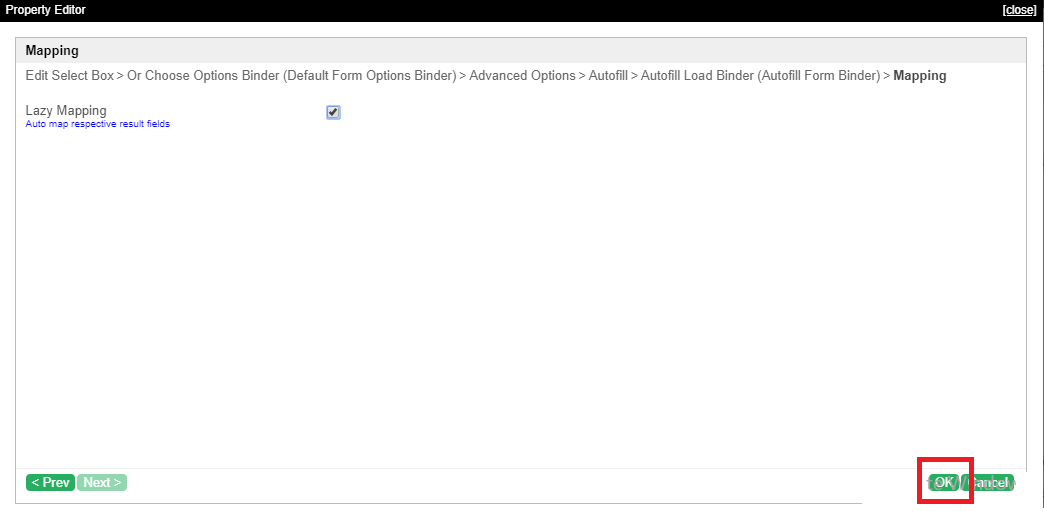 Property Editor [close]
Mapping
Edit Select Box > Or Choose Options Binder (Default Form Options Binder) > Advanced Options > Autofill > Autofill Load Binder (Autofill Form Binder) > Mapping
Lazy Mapping
Auto map respective result fields
< Prev Next > OK Cancel